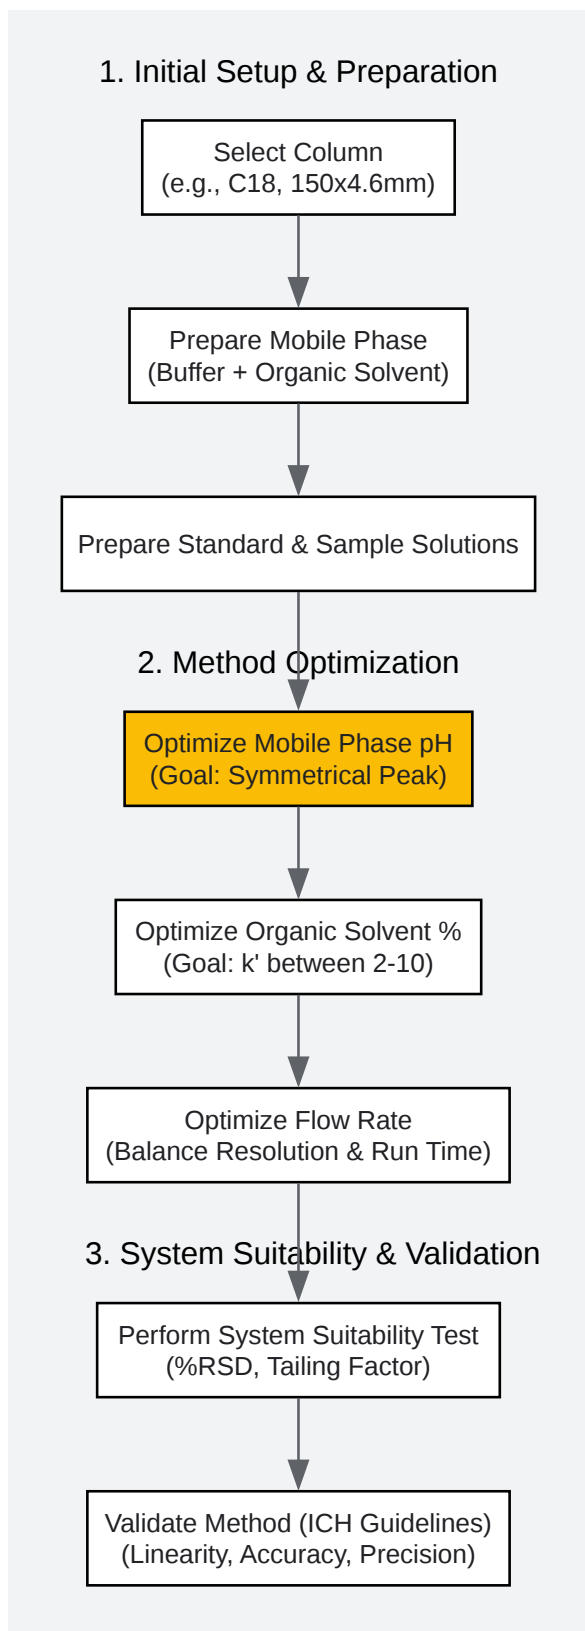 1. Initial Setup & Preparation
Select Column
(e.g., C18, 150x4.6mm)
Prepare Mobile Phase
(Buffer + Organic Solvent)
Prepare Standard & Sample Solutions
2. Method Optimization
Optimize Mobile Phase pH
(Goal: Symmetrical Peak)
Optimize Organic Solvent %
(Goal: k' between 2-10)
Optimize Flow Rate
(Balance Resolution & Run Time)
3. System Suitability & Validation
Perform System Suitability Test
(%RSD, Tailing Factor)
Validate Method (ICH Guidelines)
(Linearity, Accuracy, Precision)